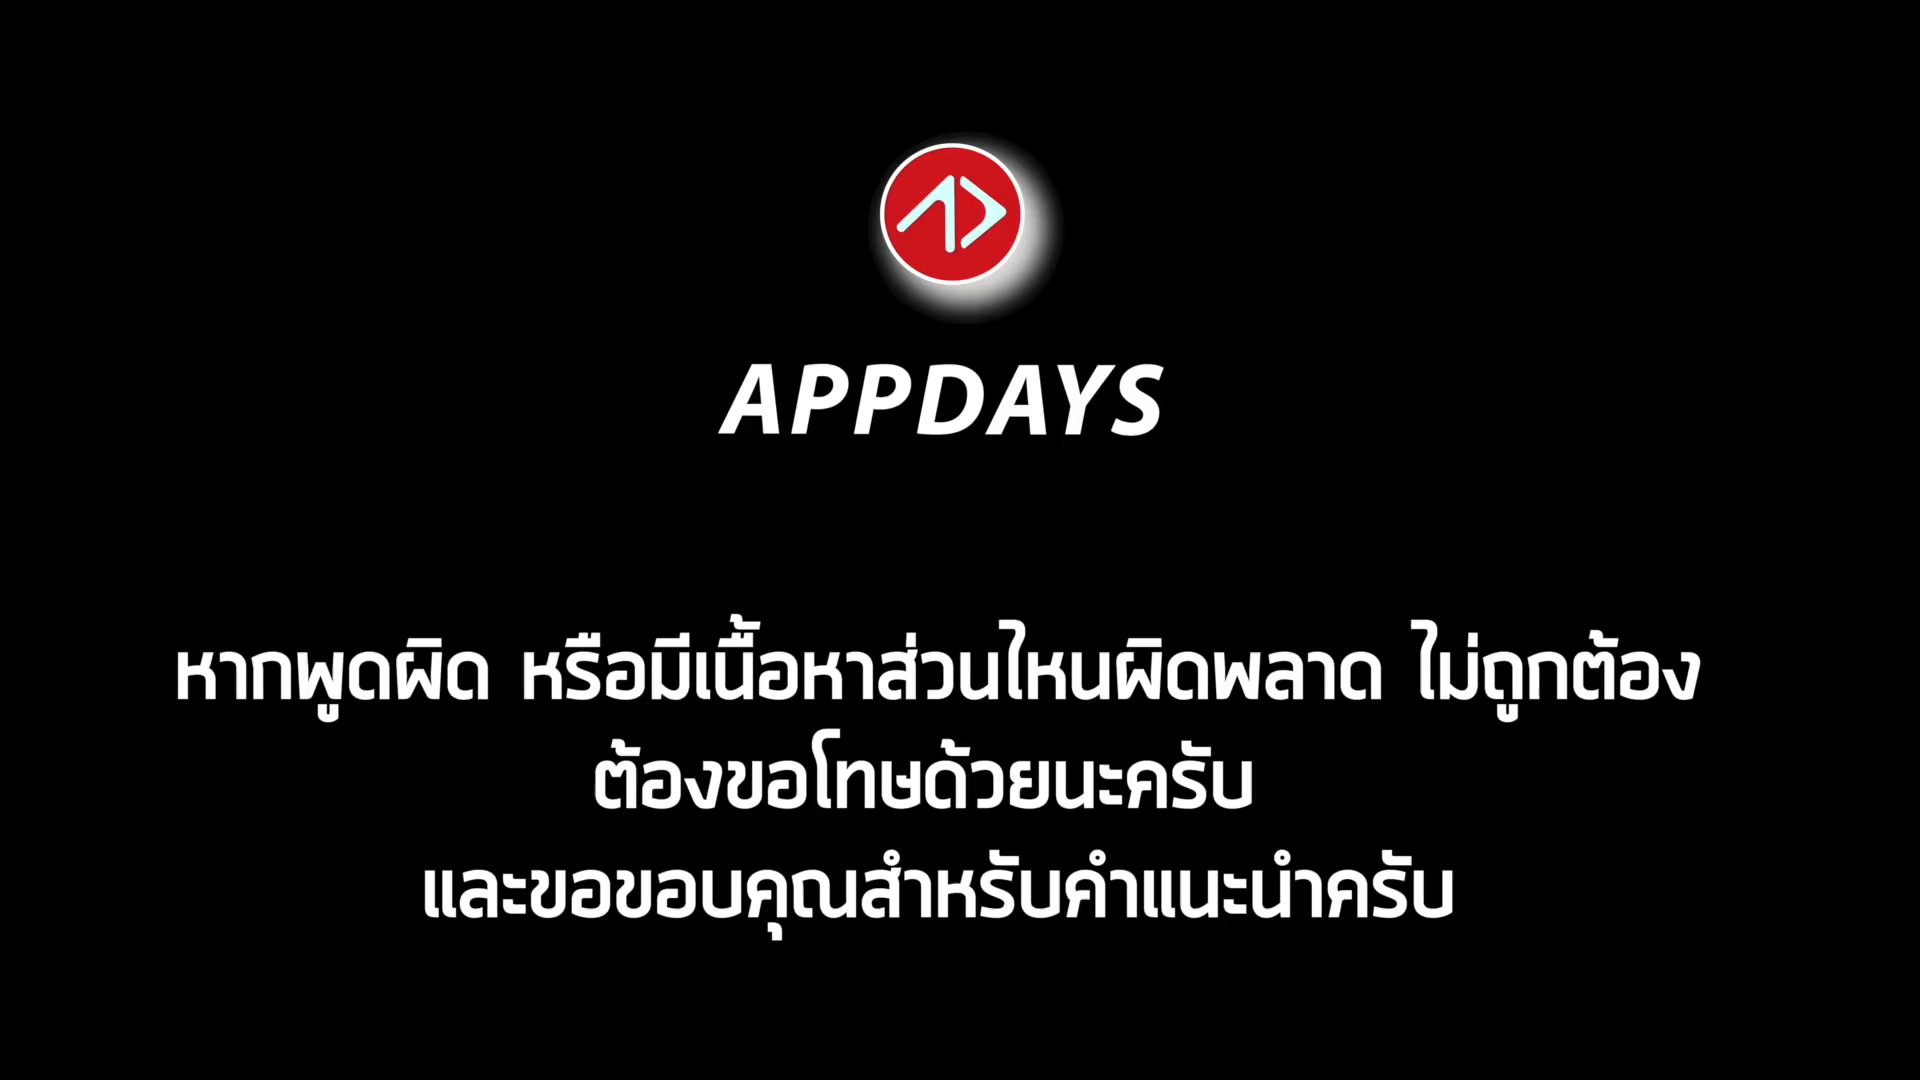 APPDAYS
หากพูดผิด หรือมีเนื้อหาส่วนไหนผิดพลาด ไม่ถูกต้อง
ต้องขอโทษด้วยนะครับ
และขอขอบคุณสำหรับคำแนะนำครับ